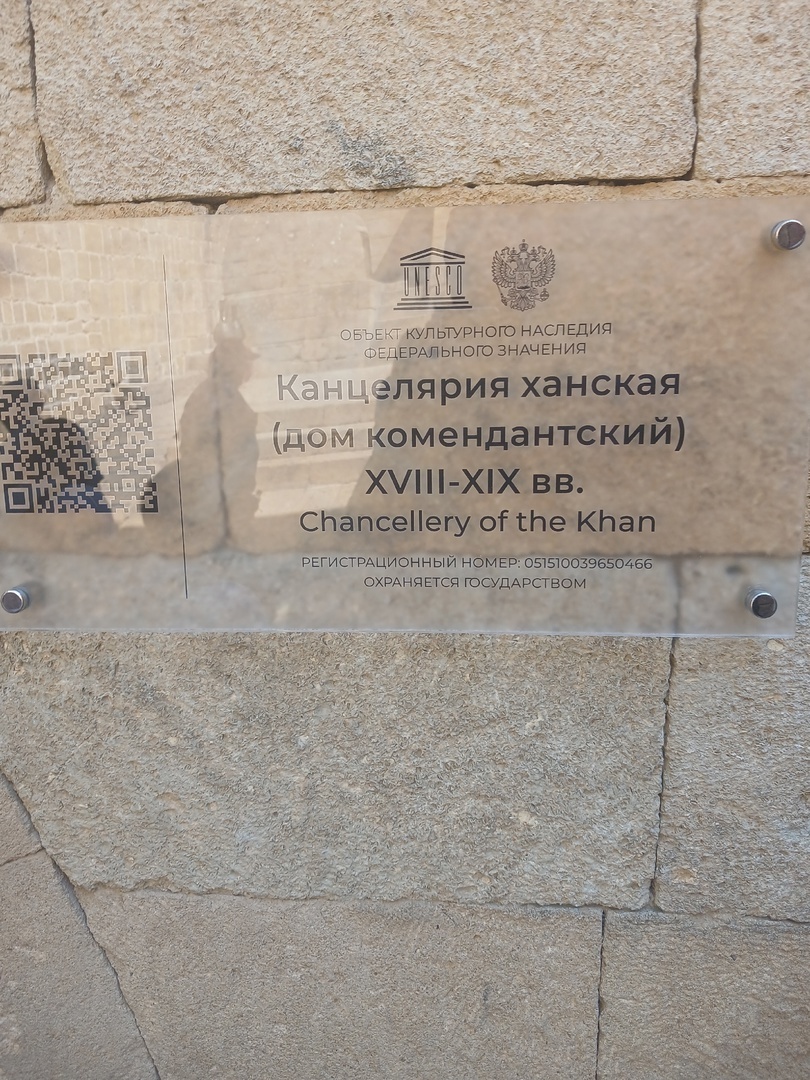 UNESCO
ОБЪЕКТ КУЛЬТУРНОГО НАСЛЕДИЯ
ФЕДЕРАЛЬНОГО ЗНАЧЕНИЯ
Канцелярия ханская
(дом комендантский)
XVIII-XIX вв.
Chancellery of the Khan
РЕГИСТРАЦИОННЫЙ НОМЕР: 051510039650466
ОХРАНЯЕТСЯ ГОСУДАРСТВОМ